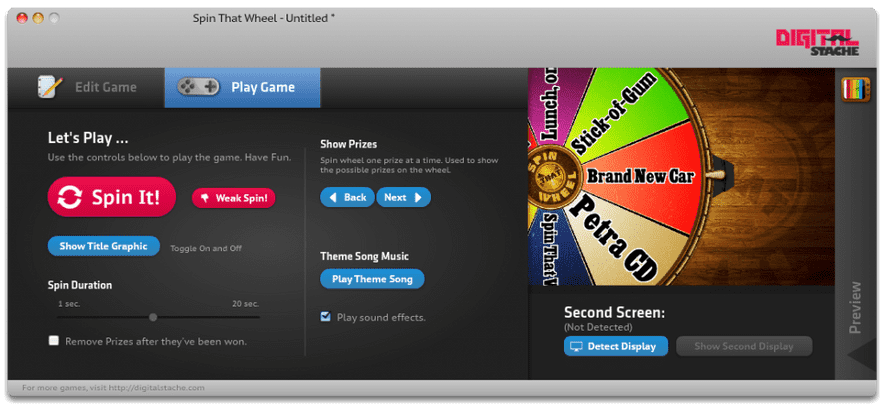 Spin That Wheel - Untitled *
DIGITAL
STACHE
Edit Game
Play Game
Let's Play ...
Use the controls below to play the game. Have Fun.
Spin It!
Weak Spin!
Show Title Graphic
Toggle On and Off
Spin Duration
1 sec.
20 sec.
Remove Prizes after they've been won.
Show Prizes
Spin wheel one prize at a time. Used to show
the possible prizes on the wheel.
Back
Next
Theme Song Music
Play Theme Song
Play sound effects.
Lunch, on
Stick-of-Gum
Brand New Car
Petra CD
Spin That
SPIN
THAT
WHEEL
Second Screen:
(Not Detected)
Detect Display
Show Second Display
Preview
For more games, visit http://digitalstache.com